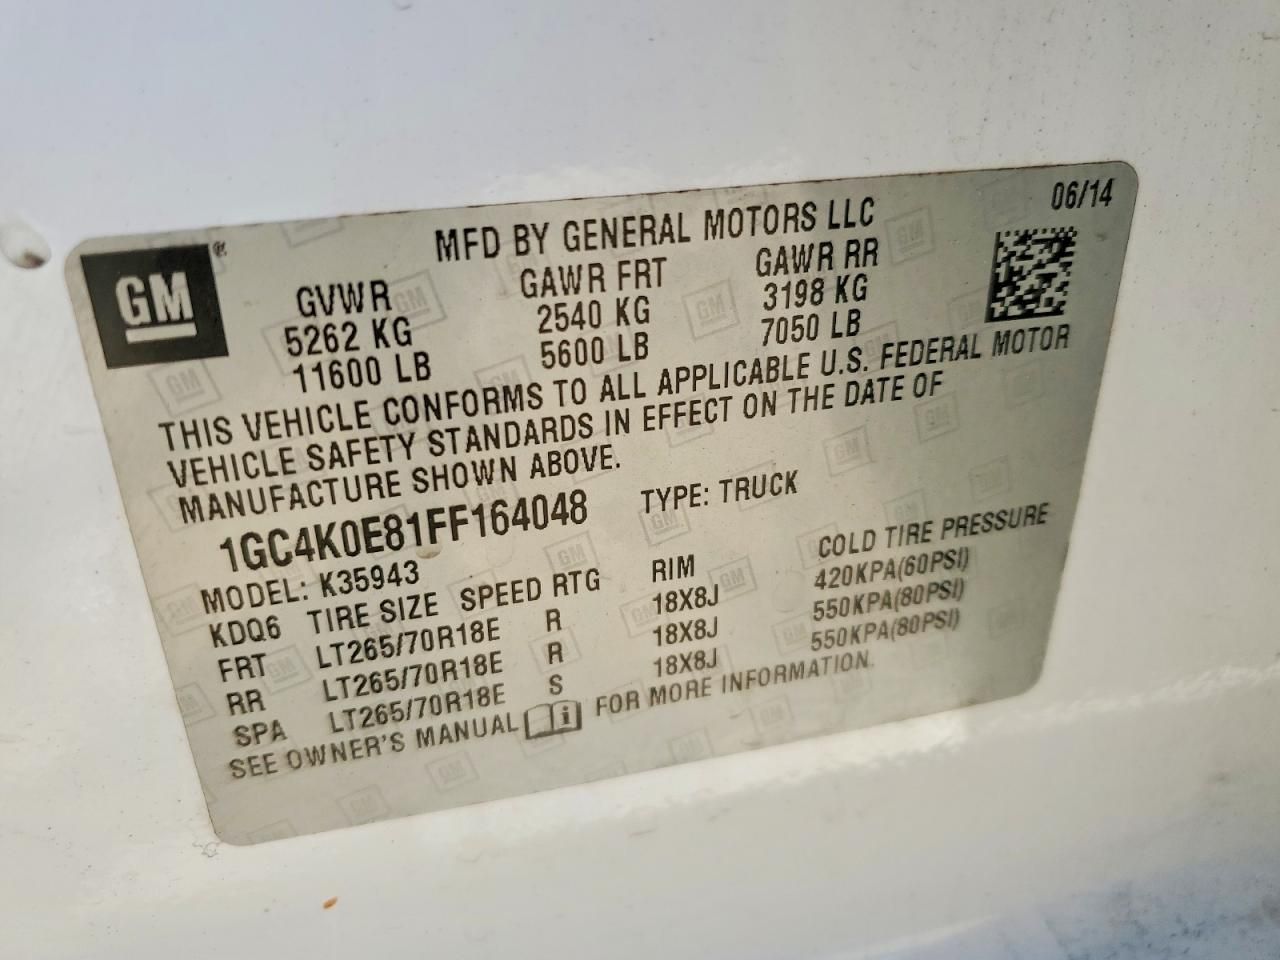 GM®
MFD BY GENERAL MOTORS LLC 06/14
GVWR GAWR FRT GAWR RR
5262 KG 2540 KG 3198 KG
11600 LB 5600 LB 7050 LB
THIS VEHICLE CONFORMS TO ALL APPLICABLE U.S. FEDERAL MOTOR
VEHICLE SAFETY STANDARDS IN EFFECT ON THE DATE OF
MANUFACTURE SHOWN ABOVE.
1GC4K0E81FF164048 TYPE: TRUCK
MODEL: K35943
KDQ6 TIRE SIZE SPEED RTG RIM COLD TIRE PRESSURE
FRT LT265/70R18E R 18X8J 420KPA(60PSI)
RR LT265/70R18E R 18X8J 550KPA(80PSI)
SPA LT265/70R18E S 18X8J 550KPA(80PSI)
SEE OWNER'S MANUAL FOR MORE INFORMATION.